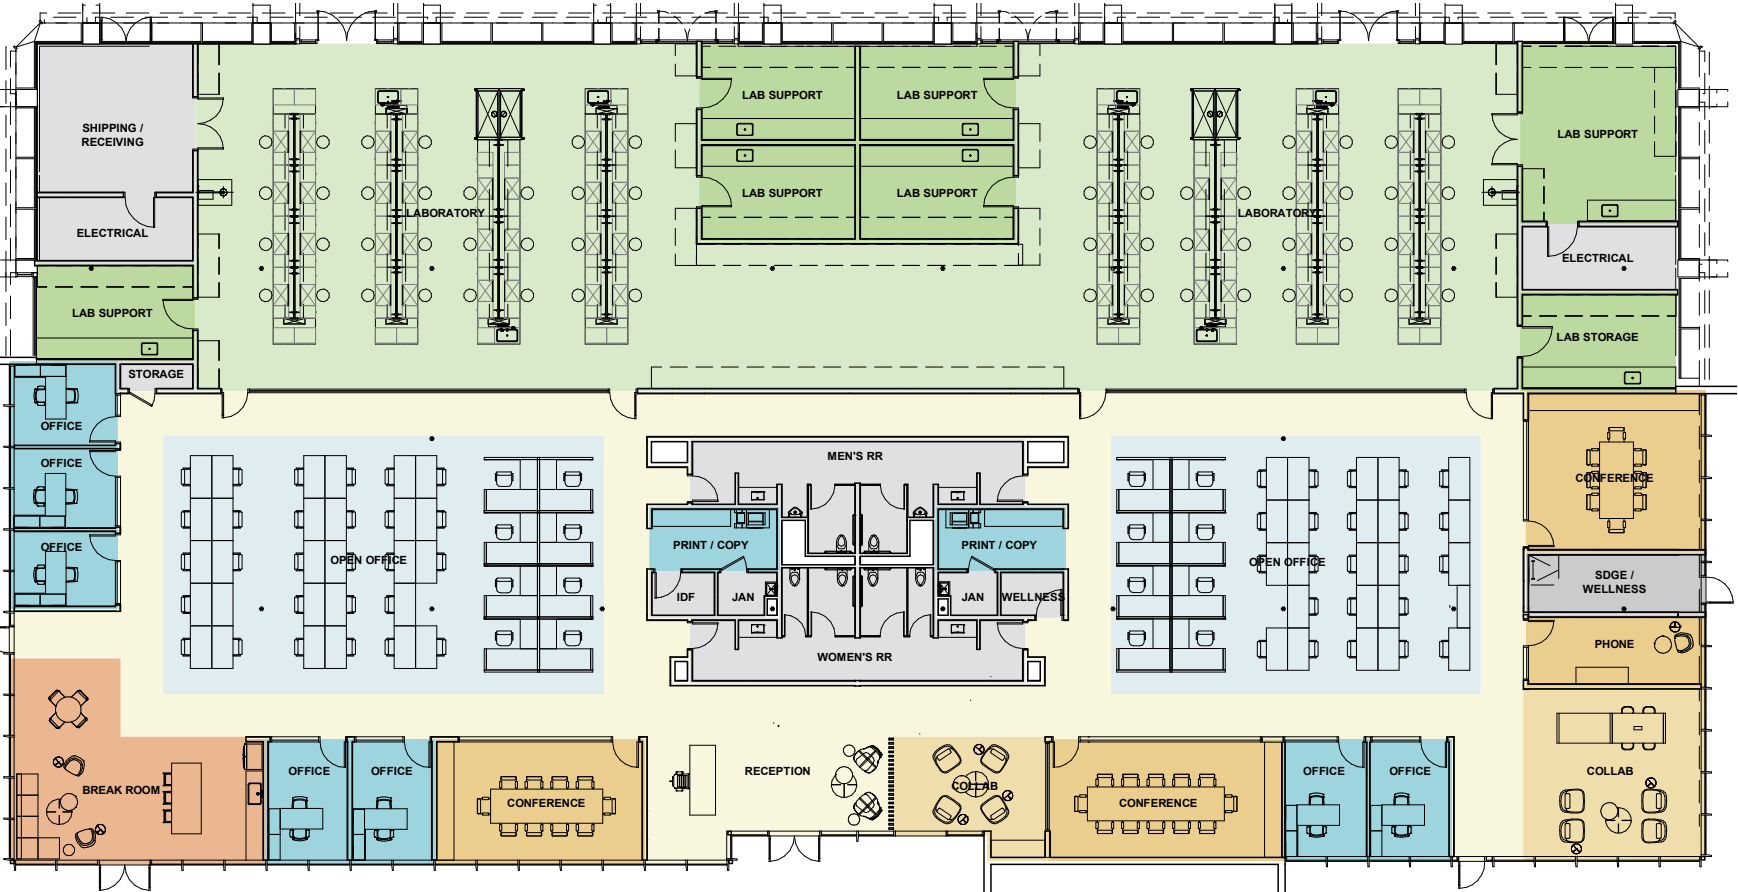 LAB SUPPORT
LAB SUPPORT
SHIPPING /
RECEIVING
LAB SUPPORT
LAB SUPPORT
LAB SUPPORT
LABORATORY
LABORATORY
ELECTRICAL
ELECTRICAL
LAB SUPPORT
LAB STORAGE
STORAGE
OFFICE
MEN'S RR
OFFICE
CONFERENCE
PRINT / COPY
PRINT / COPY
OFFICE
OPEN OFFICE
OPEN OFFICE
SDGE /
WELLNESS
IDF
JAN
JAN
WELLNESS
PHONE
WOMEN'S RR
OFFICE
OFFICE
RECEPTION
OFFICE
OFFICE
COLLAB
BREAK ROOM
COLLAB
CONFERENCE
CONFERENCE